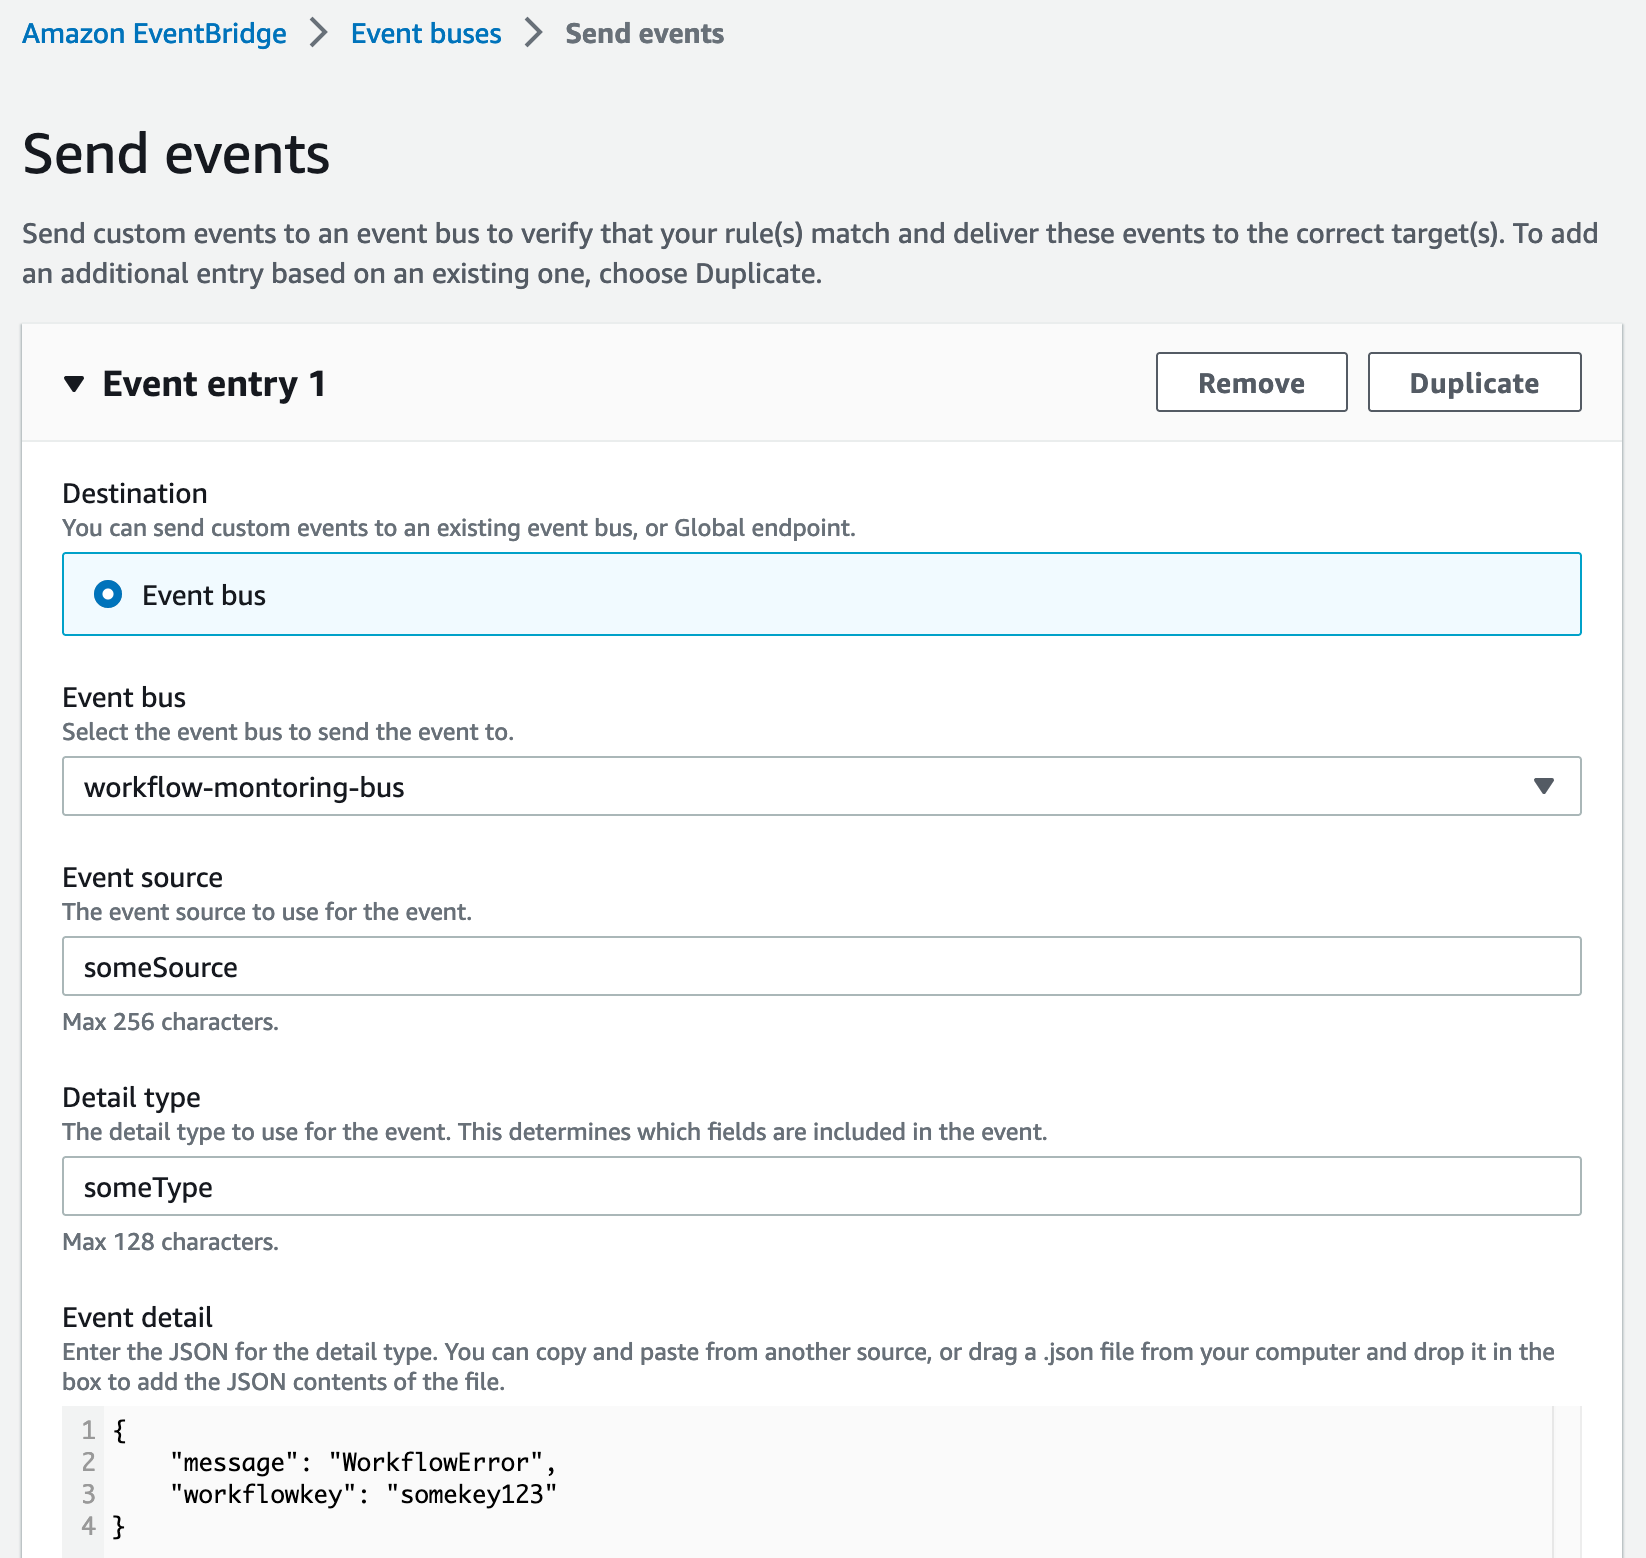 Amazon EventBridge > Event buses > Send events
Send events
Send custom events to an event bus to verify that your rule(s) match and deliver these events to the correct target(s). To add
an additional entry based on an existing one, choose Duplicate.
▼ Event entry 1 Remove Duplicate
Destination
You can send custom events to an existing event bus, or Global endpoint.
Event bus
Event bus
Select the event bus to send the event to.
workflow-montoring-bus
Event source
The event source to use for the event.
someSource
Max 256 characters.
Detail type
The detail type to use for the event. This determines which fields are included in the event.
someType
Max 128 characters.
Event detail
Enter the JSON for the detail type. You can copy and paste from another source, or drag a .json file from your computer and drop it in the
box to add the JSON contents of the file.
1 {
2     "message": "WorkflowError",
3     "workflowkey": "somekey123"
4 }